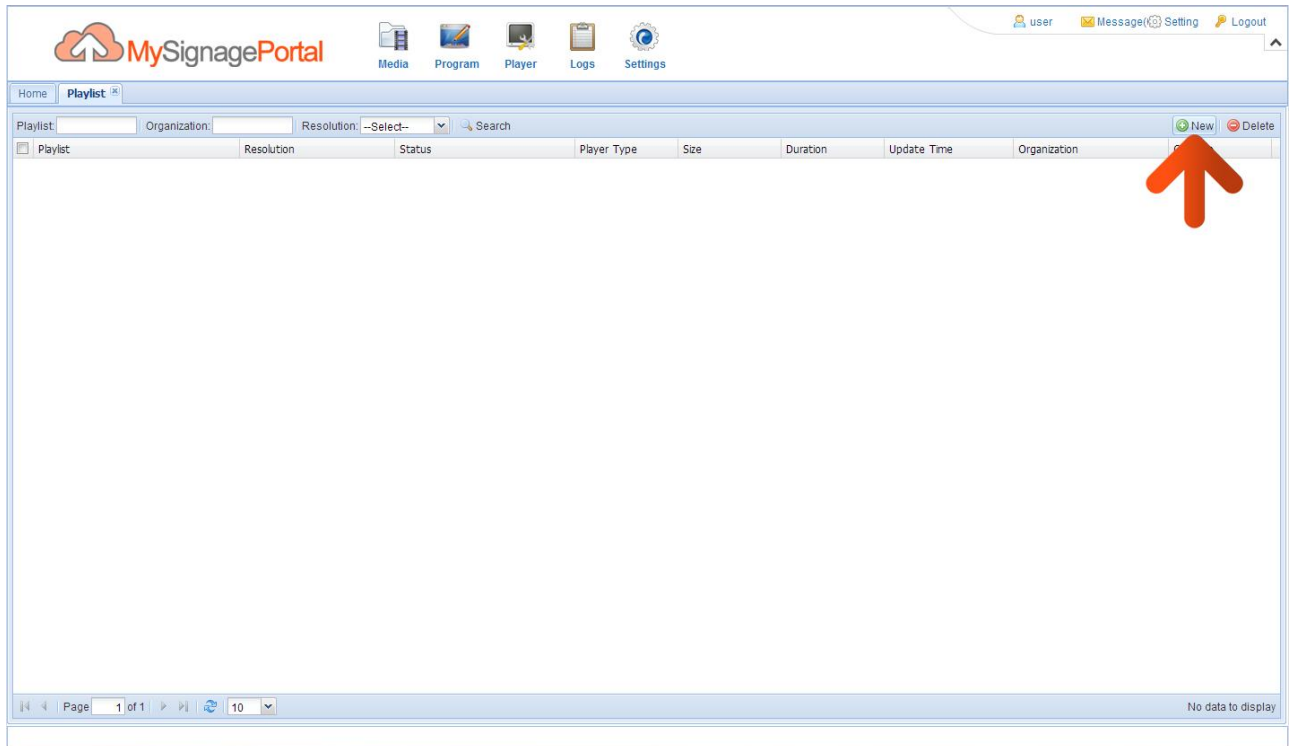 user Message( Setting Logout
MySignagePortal
Media Program Player Logs Settings
Home Playlist
Playlist: Organization: Resolution: --Select-- Search New Delete
Playlist Resolution Status Player Type Size Duration Update Time Organization
Page 1 of 1 10 No data to display